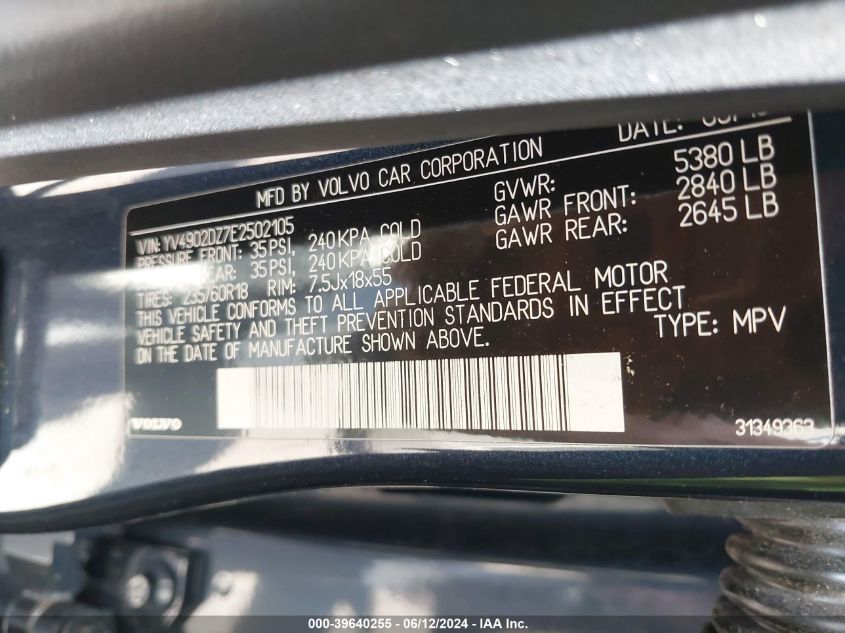 MFD BY VOLVO CAR CORPORATION
DATE:
VIN: YV4902DZ7E2502105
PRESSURE FRONT: 35PSI, 240KPA, COLD
REAR: 35PSI, 240KPA, COLD
TIRES: 235/60R18 RIM: 7.5Jx18x55
GVWR: 5380 LB
GAWR FRONT: 2840 LB
GAWR REAR: 2645 LB
THIS VEHICLE CONFORMS TO ALL APPLICABLE FEDERAL MOTOR
VEHICLE SAFETY AND THEFT PREVENTION STANDARDS IN EFFECT
ON THE DATE OF MANUFACTURE SHOWN ABOVE.
TYPE: MPV
VOLVO
31349363
000-39640255 - 06/12/2024 - IAA Inc.